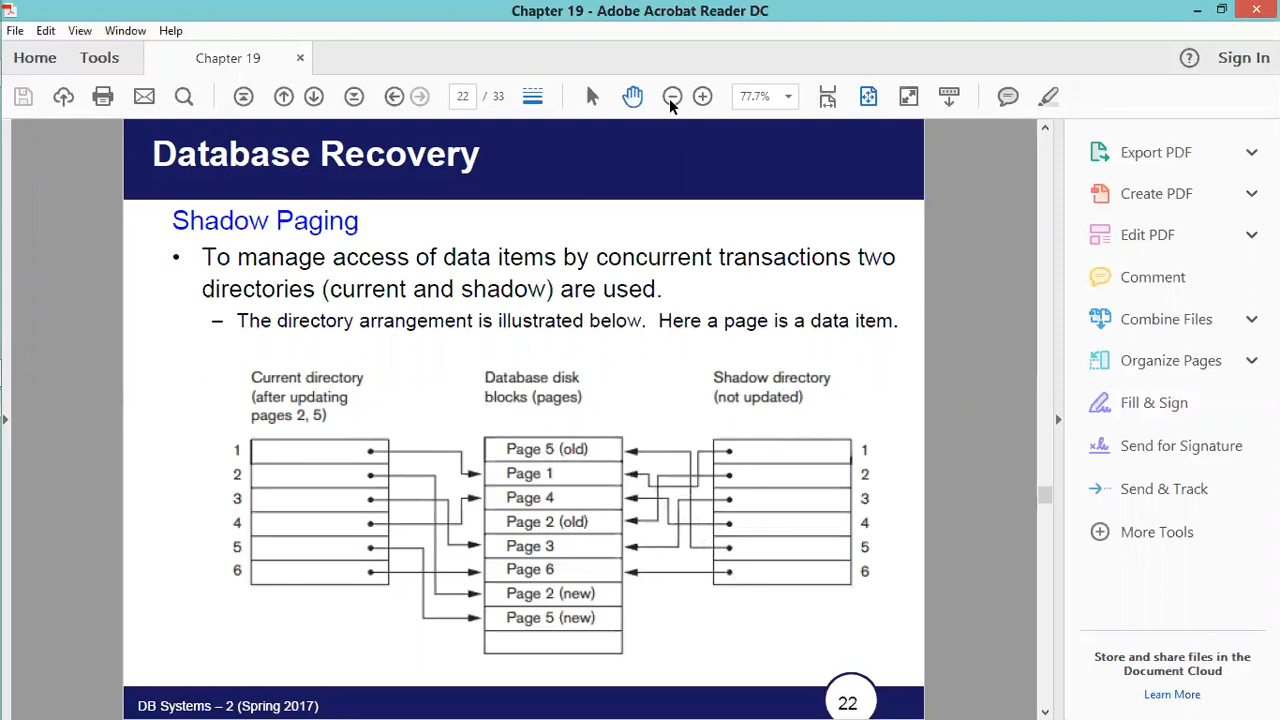 Chapter 19 - Adobe Acrobat Reader DC
File Edit View Window Help
Home Tools Chapter 19 × Sign In
22 / 33 77.7%
Database Recovery
Shadow Paging
• To manage access of data items by concurrent transactions two
directories (current and shadow) are used.
– The directory arrangement is illustrated below. Here a page is a data item.
Current directory
(after updating
pages 2, 5)
1
2
3
4
5
6
Database disk
blocks (pages)
Page 5 (old)
Page 1
Page 4
Page 2 (old)
Page 3
Page 6
Page 2 (new)
Page 5 (new)
Shadow directory
(not updated)
1
2
3
4
5
6
DB Systems – 2 (Spring 2017)
22
Export PDF
Create PDF
Edit PDF
Comment
Combine Files
Organize Pages
Fill & Sign
Send for Signature
Send & Track
More Tools
Store and share files in the
Document Cloud
Learn More